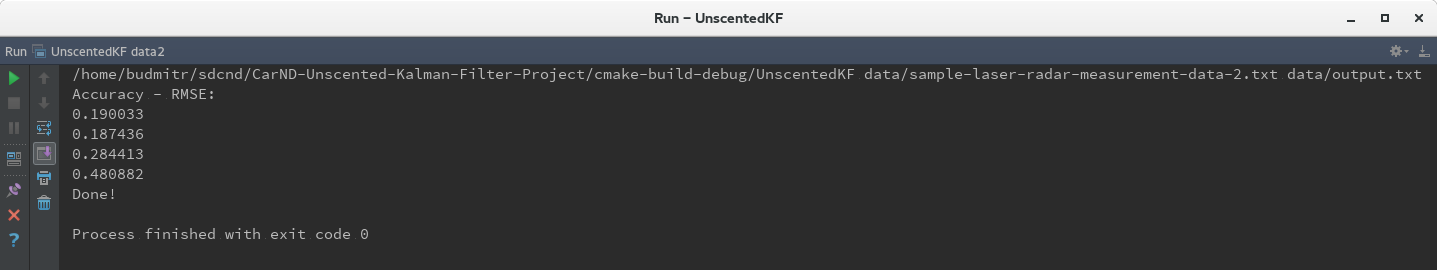 Run – UnscentedKF
Run UnscentedKF data2
/home/budmitr/sdcnd/CarND-Unscented-Kalman-Filter-Project/cmake-build-debug/UnscentedKF data/sample-laser-radar-measurement-data-2.txt data/output.txt
Accuracy - RMSE:
0.190033
0.187436
0.284413
0.480882
Done!
Process finished with exit code 0